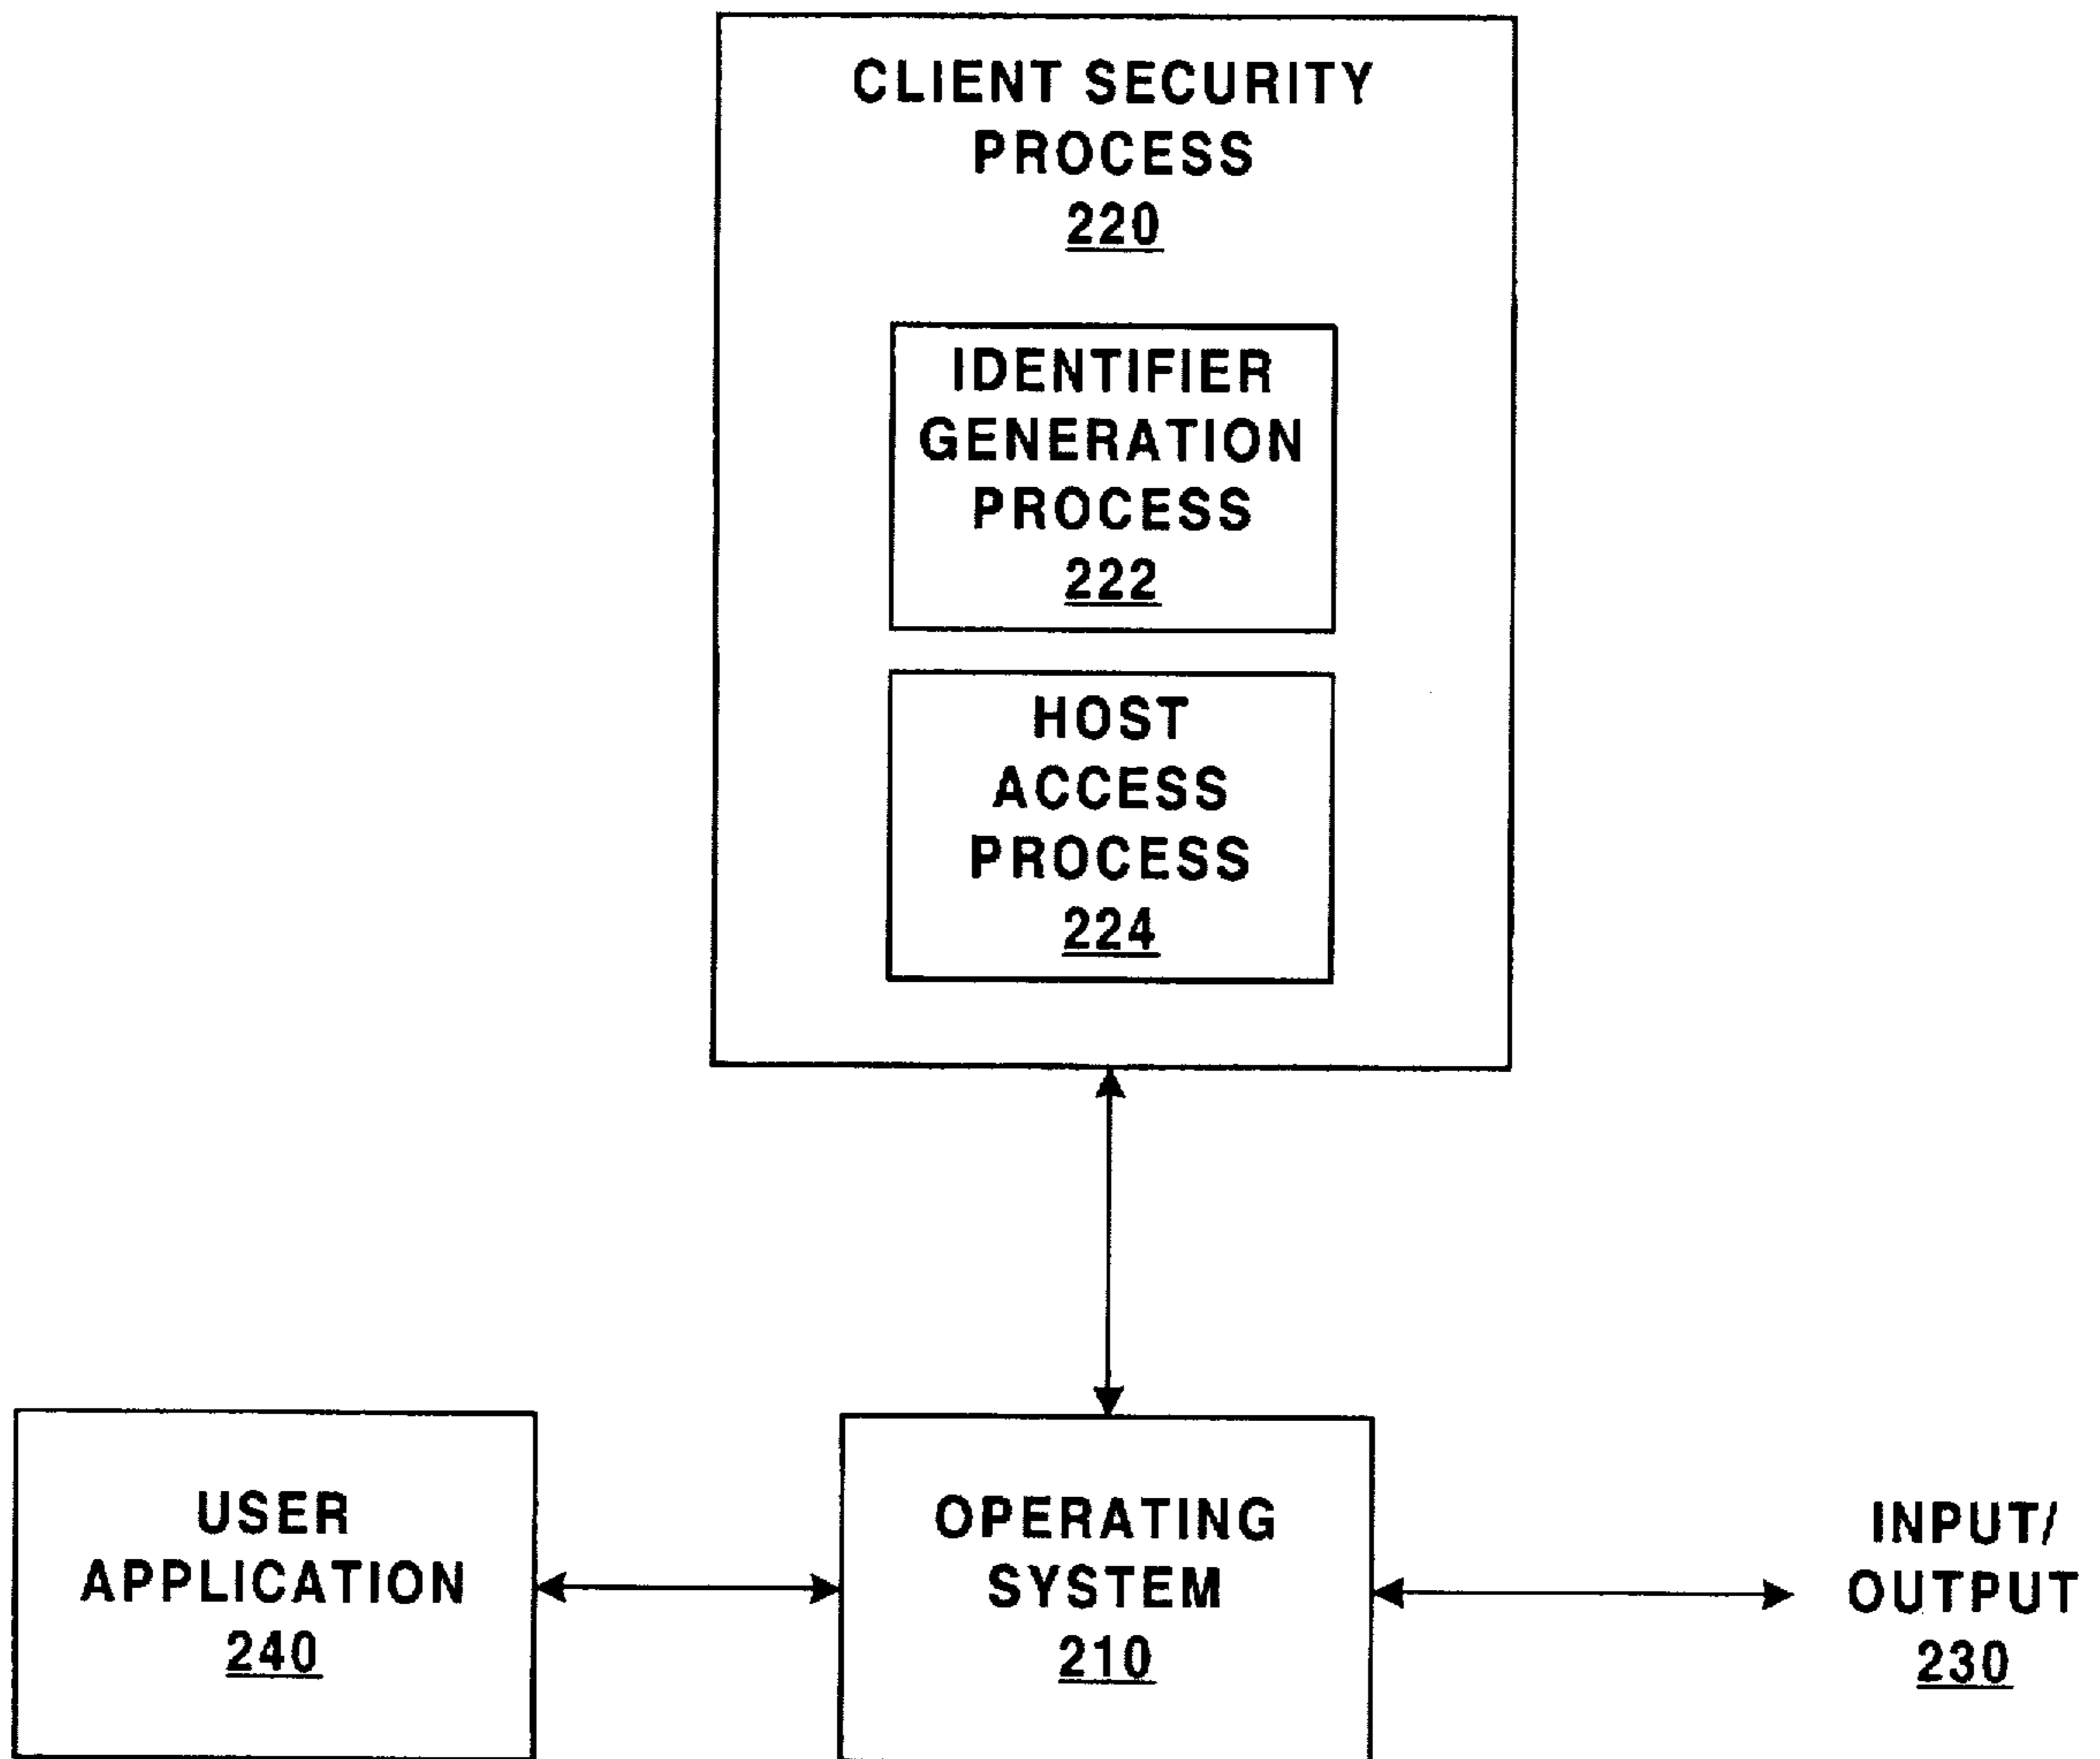 CLIENT SECURITY
PROCESS
220
IDENTIFIER
GENERATION
PROCESS
222
HOST
ACCESS
PROCESS
224
USER
APPLICATION
240
OPERATING
SYSTEM
210
INPUT/
OUTPUT
230